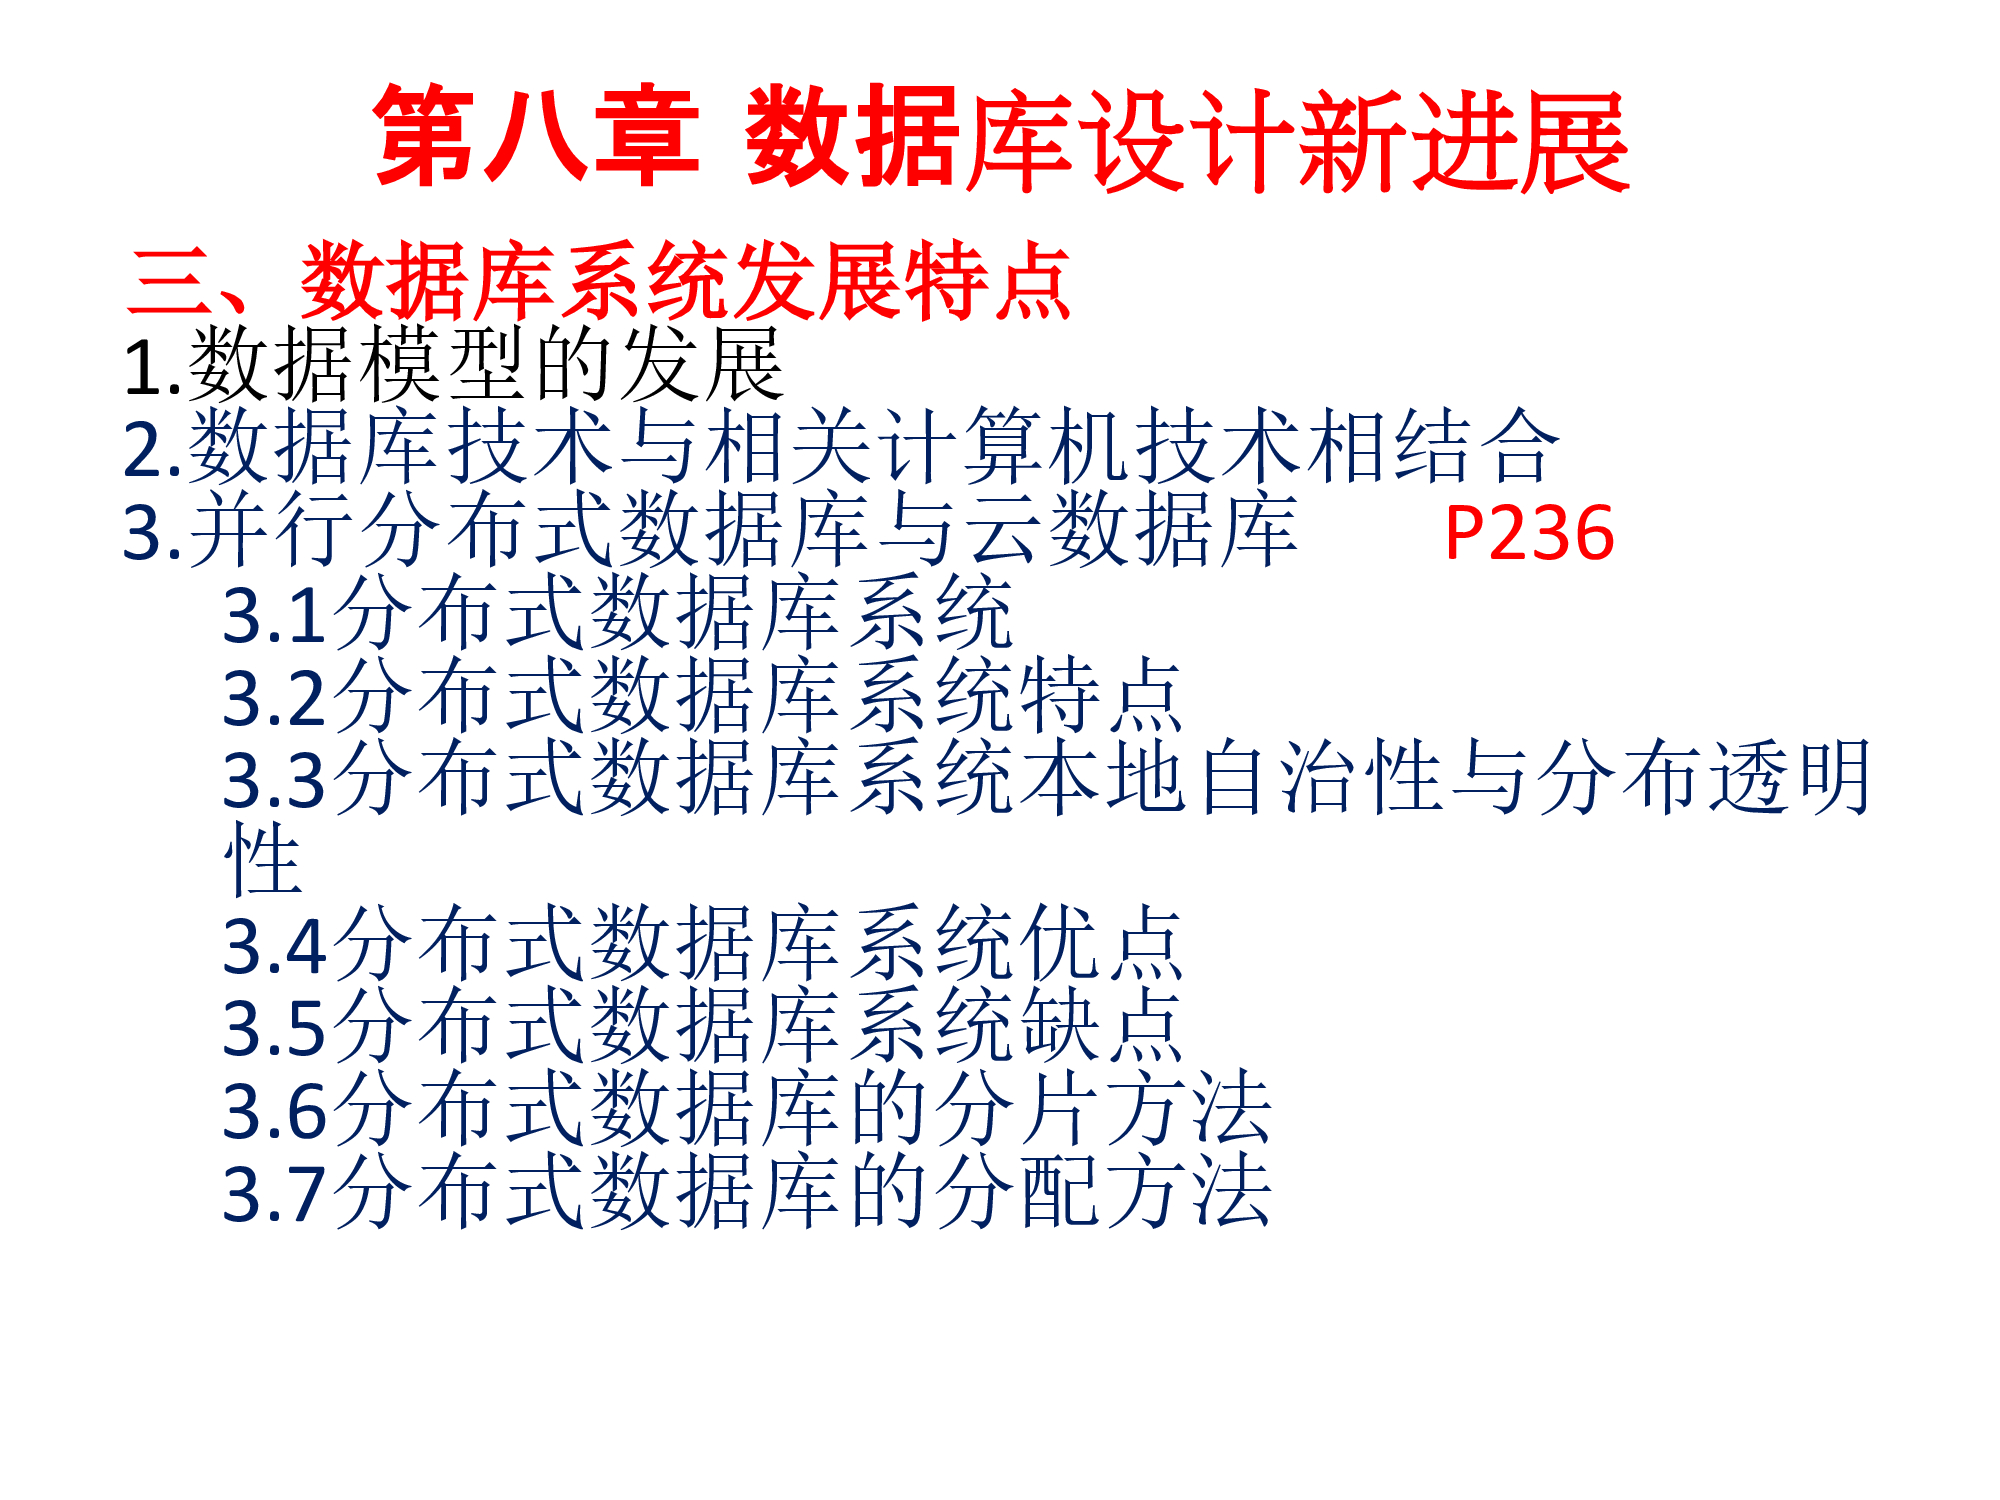 第八章 数据库设计新进展
三、数据库系统发展特点
1.数据模型的发展
2.数据库技术与相关计算机技术相结合
3.并行分布式数据库与云数据库 P236
3.1分布式数据库系统
3.2分布式数据库系统特点
3.3分布式数据库系统本地自治性与分布透明
性
3.4分布式数据库系统优点
3.5分布式数据库系统缺点
3.6分布式数据库的分片方法
3.7分布式数据库的分配方法